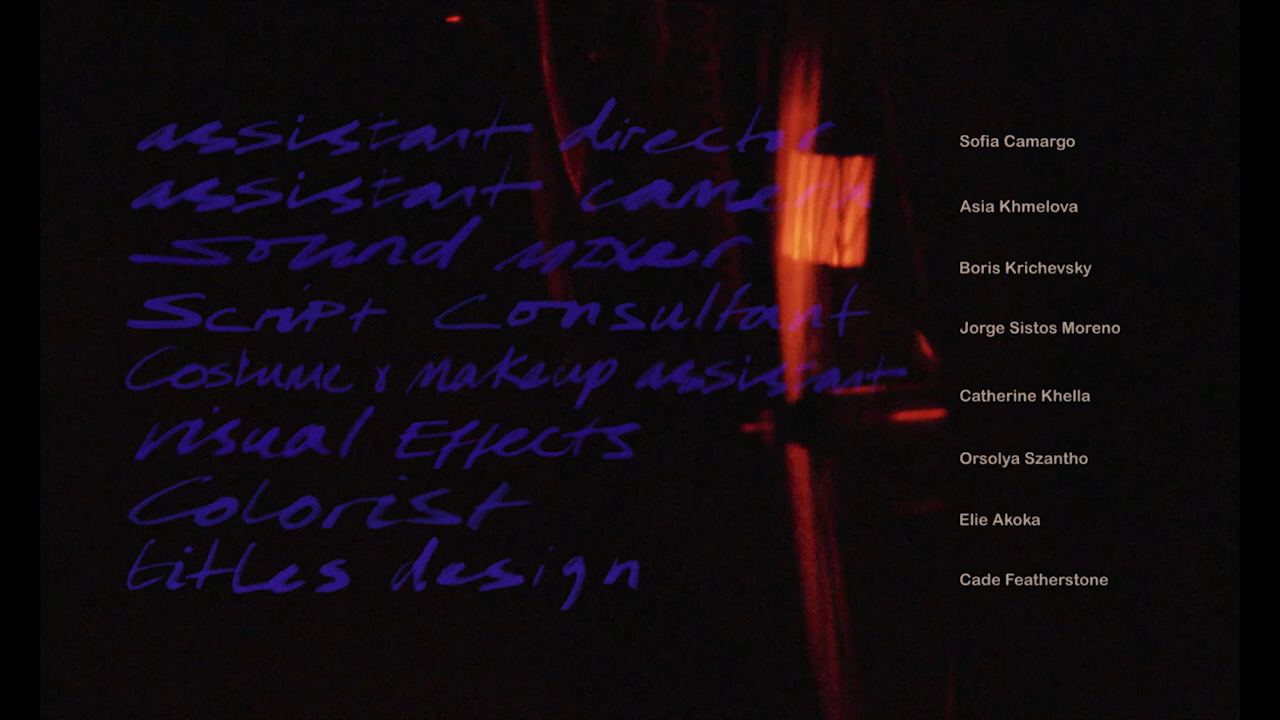 assistant director Sofia Camargo
assistant camera Asia Khmelova
Sound mixer Boris Krichevsky
Script Consultant Jorge Sistos Moreno
Costume & makeup assistant Catherine Khella
visual Effects Orsolya Szantho
Colorist Elie Akoka
titles design Cade Featherstone